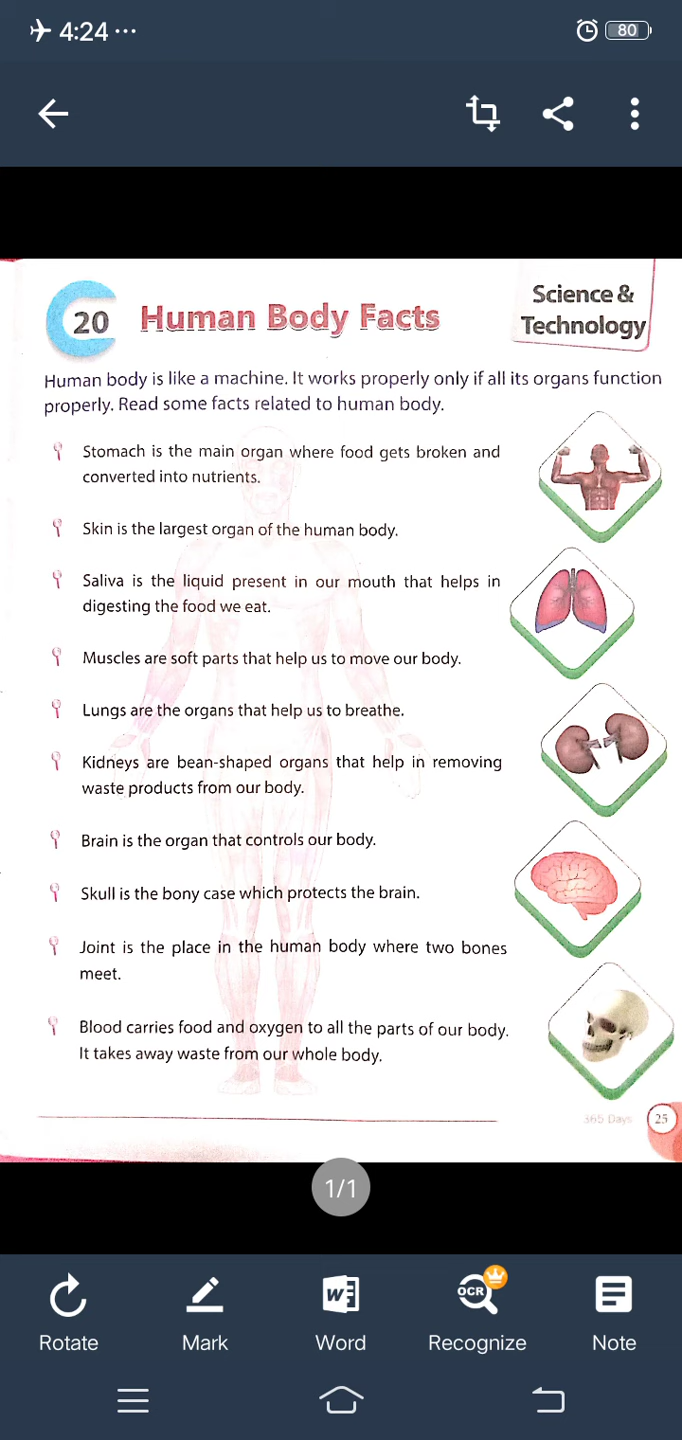 4:24 ...
80
20
Human Body Facts
Science &
Technology
Human body is like a machine. It works properly only if all its organs function
properly. Read some facts related to human body.
Stomach is the main organ where food gets broken and
converted into nutrients.
Skin is the largest organ of the human body.
Saliva is the liquid present in our mouth that helps in
digesting the food we eat.
Muscles are soft parts that help us to move our body.
Lungs are the organs that help us to breathe.
Kidneys are bean-shaped organs that help in removing
waste products from our body.
Brain is the organ that controls our body.
Skull is the bony case which protects the brain.
Joint is the place in the human body where two bones
meet.
Blood carries food and oxygen to all the parts of our body.
It takes away waste from our whole body.
365 Days
25
1/1
W
OCR
Rotate
Mark
Word
Recognize
Note